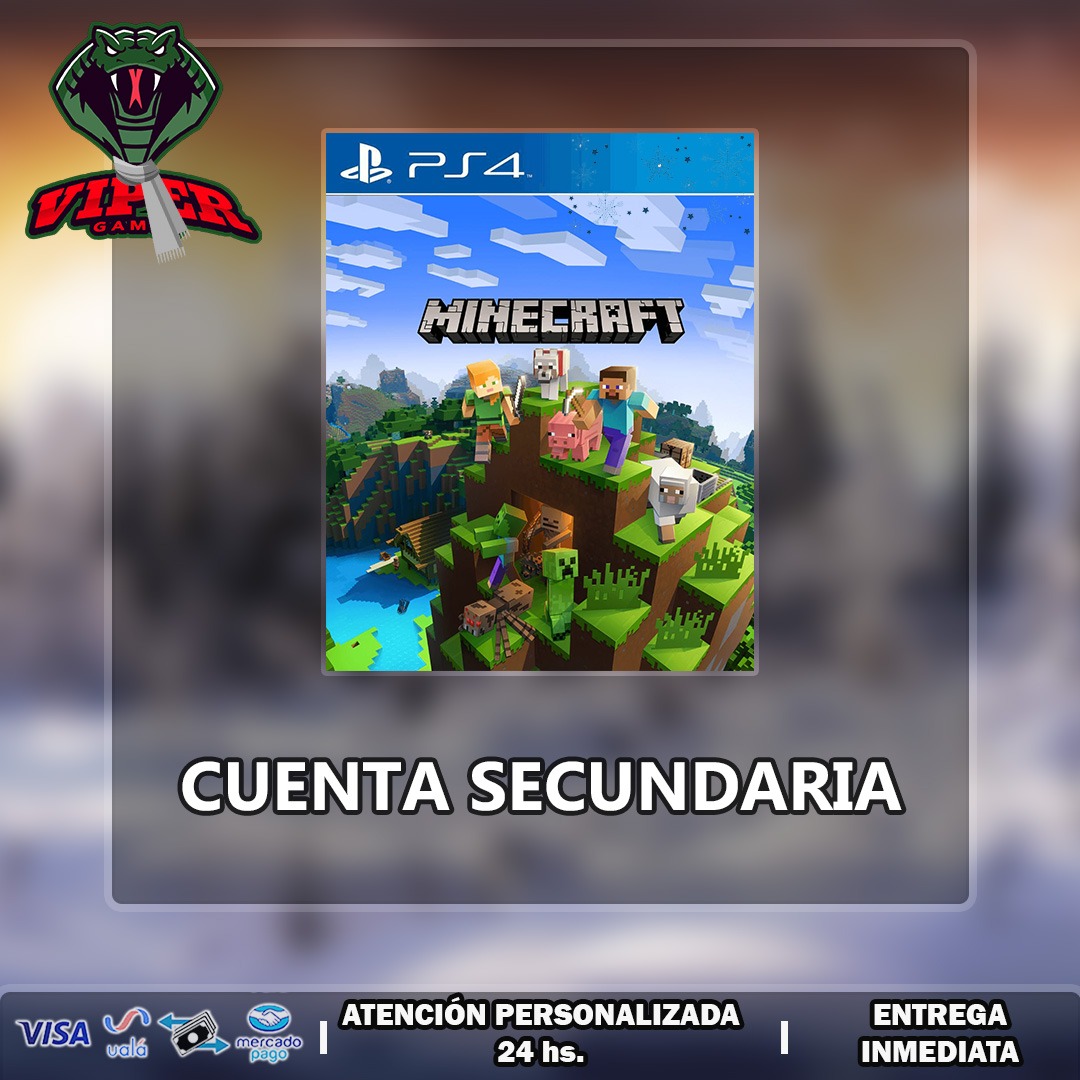 VIPER
PS4
MINECRAFT
CUENTA SECUNDARIA
VISA
ualá
mercado
pago
ATENCIÓN PERSONALIZADA
24 hs.
ENTREGA
INMEDIATA